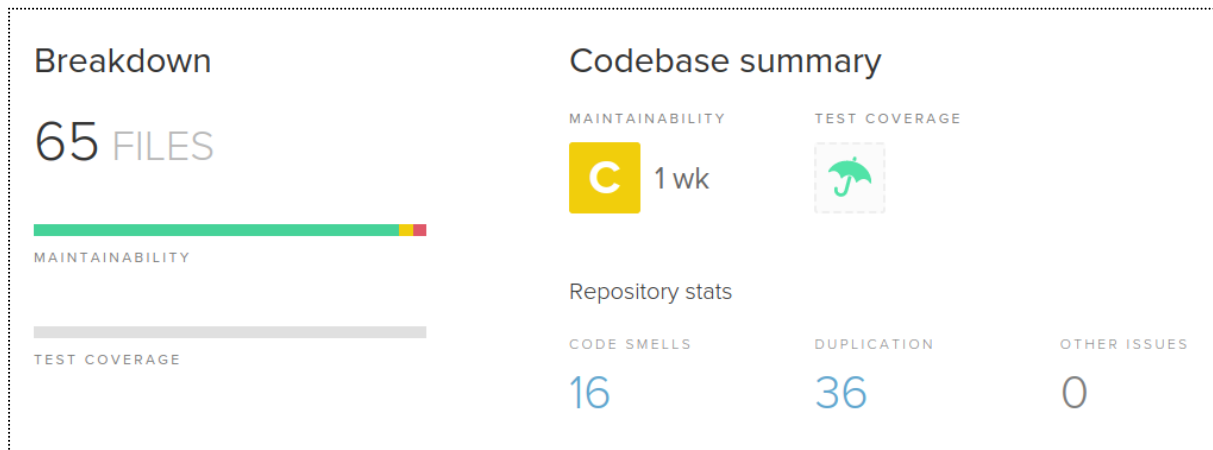 Breakdown
65 FILES
MAINTAINABILITY
TEST COVERAGE
Codebase summary
MAINTAINABILITY
TEST COVERAGE
C 1 wk
Repository stats
CODE SMELLS
DUPLICATION
OTHER ISSUES
16
36
0